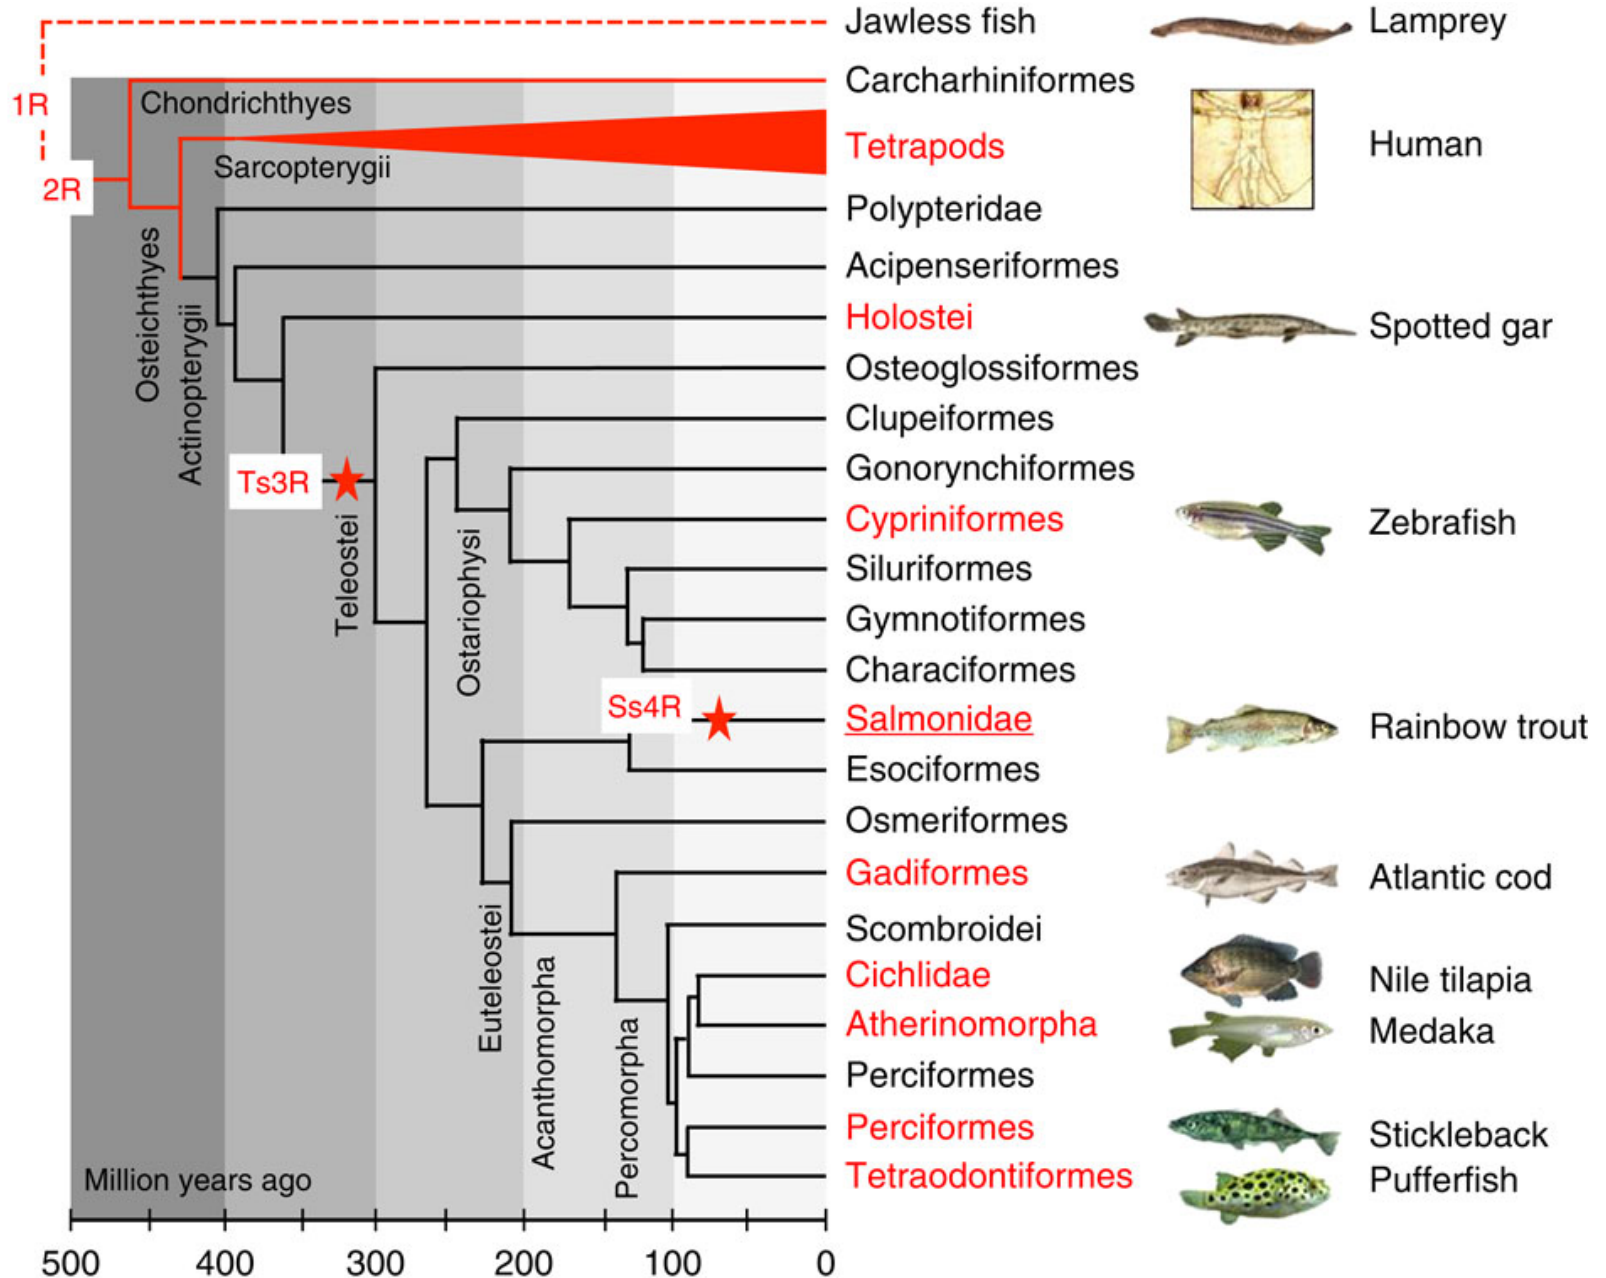 Jawless fish
Lamprey
Carcharhiniformes
1R
Chondrichthyes
Tetrapods
Human
Sarcopterygii
2R
Polypteridae
Osteichthyes
Actinopterygii
Acipenseriformes
Holostei
Spotted gar
Osteoglossiformes
Clupeiformes
Gonorynchiformes
Ts3R
Teleostei
Ostariophysi
Cypriniformes
Zebrafish
Siluriformes
Gymnotiformes
Characiformes
Ss4R
Salmonidae
Rainbow trout
Esociformes
Osmeriformes
Gadiformes
Atlantic cod
Euteleostei
Acanthomorpha
Percomorpha
Scombroidei
Cichlidae
Nile tilapia
Atherinomorpha
Medaka
Perciformes
Perciformes
Stickleback
Tetraodontiformes
Pufferfish
Million years ago
500 400 300 200 100 0